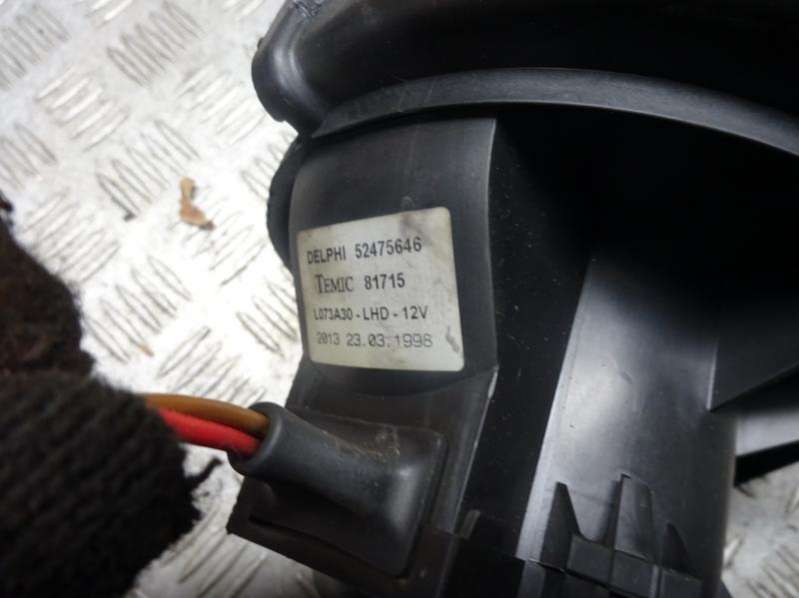 DELPHI 52475646
TEMIC 81715
L073A30-LHD-12V
2013 23.03.1998